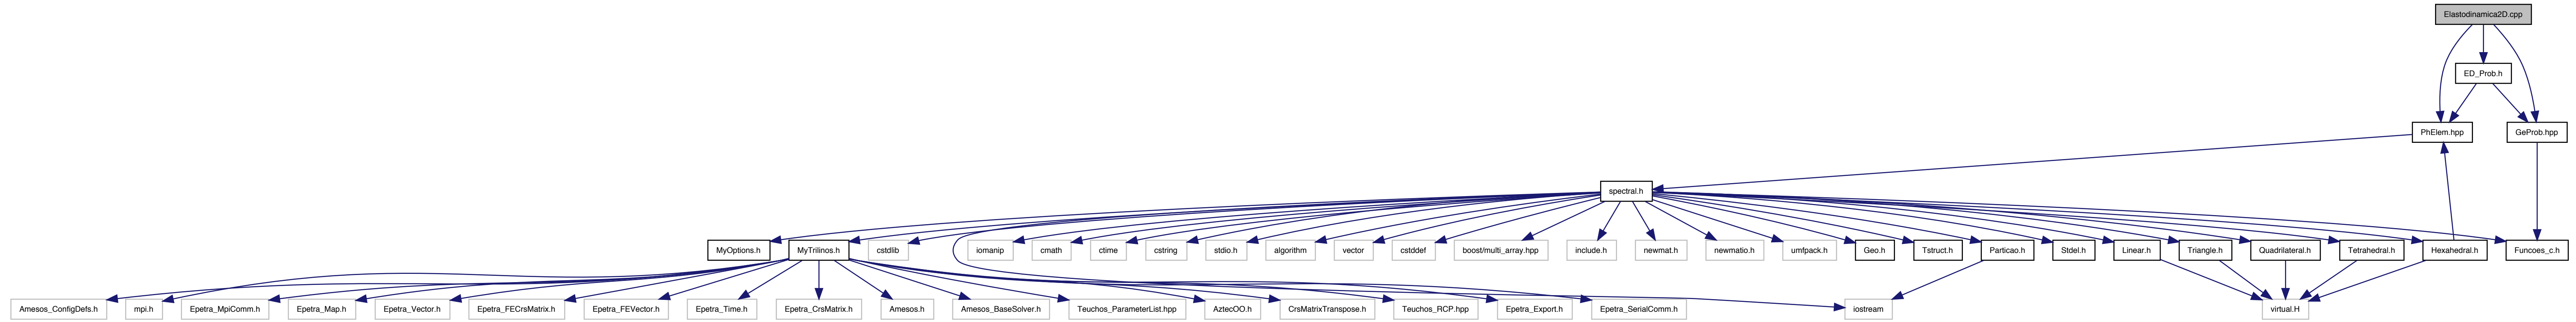 Elastodinamica2D.cpp
ED_Prob.h
PhElem.hpp
GeProb.hpp
spectral.h
MyOptions.h
MyTrilinos.h
cstdlib
iomanip
cmath
ctime
cstring
stdio.h
algorithm
vector
cstddef
boost/multi_array.hpp
include.h
newmat.h
newmatio.h
umfpack.h
Geo.h
Tstruct.h
Particao.h
Stdel.h
Linear.h
Triangle.h
Quadrilateral.h
Tetrahedral.h
Hexahedral.h
Funcoes_c.h
Amesos_ConfigDefs.h
mpi.h
Epetra_MpiComm.h
Epetra_Map.h
Epetra_Vector.h
Epetra_FECrsMatrix.h
Epetra_FEVector.h
Epetra_Time.h
Epetra_CrsMatrix.h
Amesos.h
Amesos_BaseSolver.h
Teuchos_ParameterList.hpp
AztecOO.h
CrsMatrixTranspose.h
Teuchos_RCP.hpp
Epetra_Export.h
Epetra_SerialComm.h
iostream
virtual.H